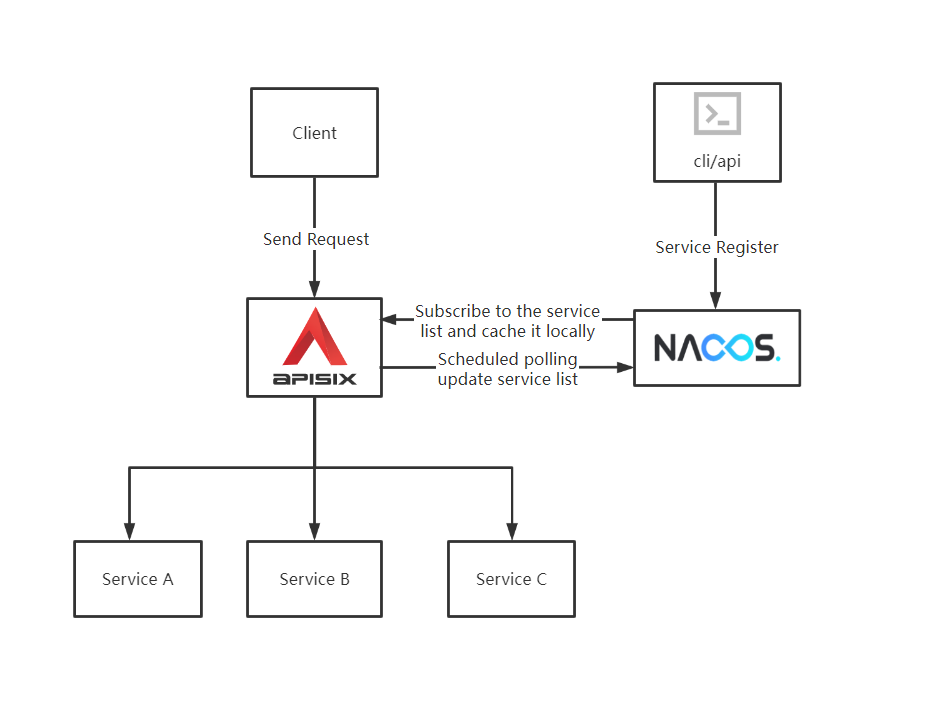 Client
cli/api
Send Request
Service Register
Subscribe to the service
list and cache it locally
Scheduled polling
update service list
APISIX
NACOS.
Service A
Service B
Service C